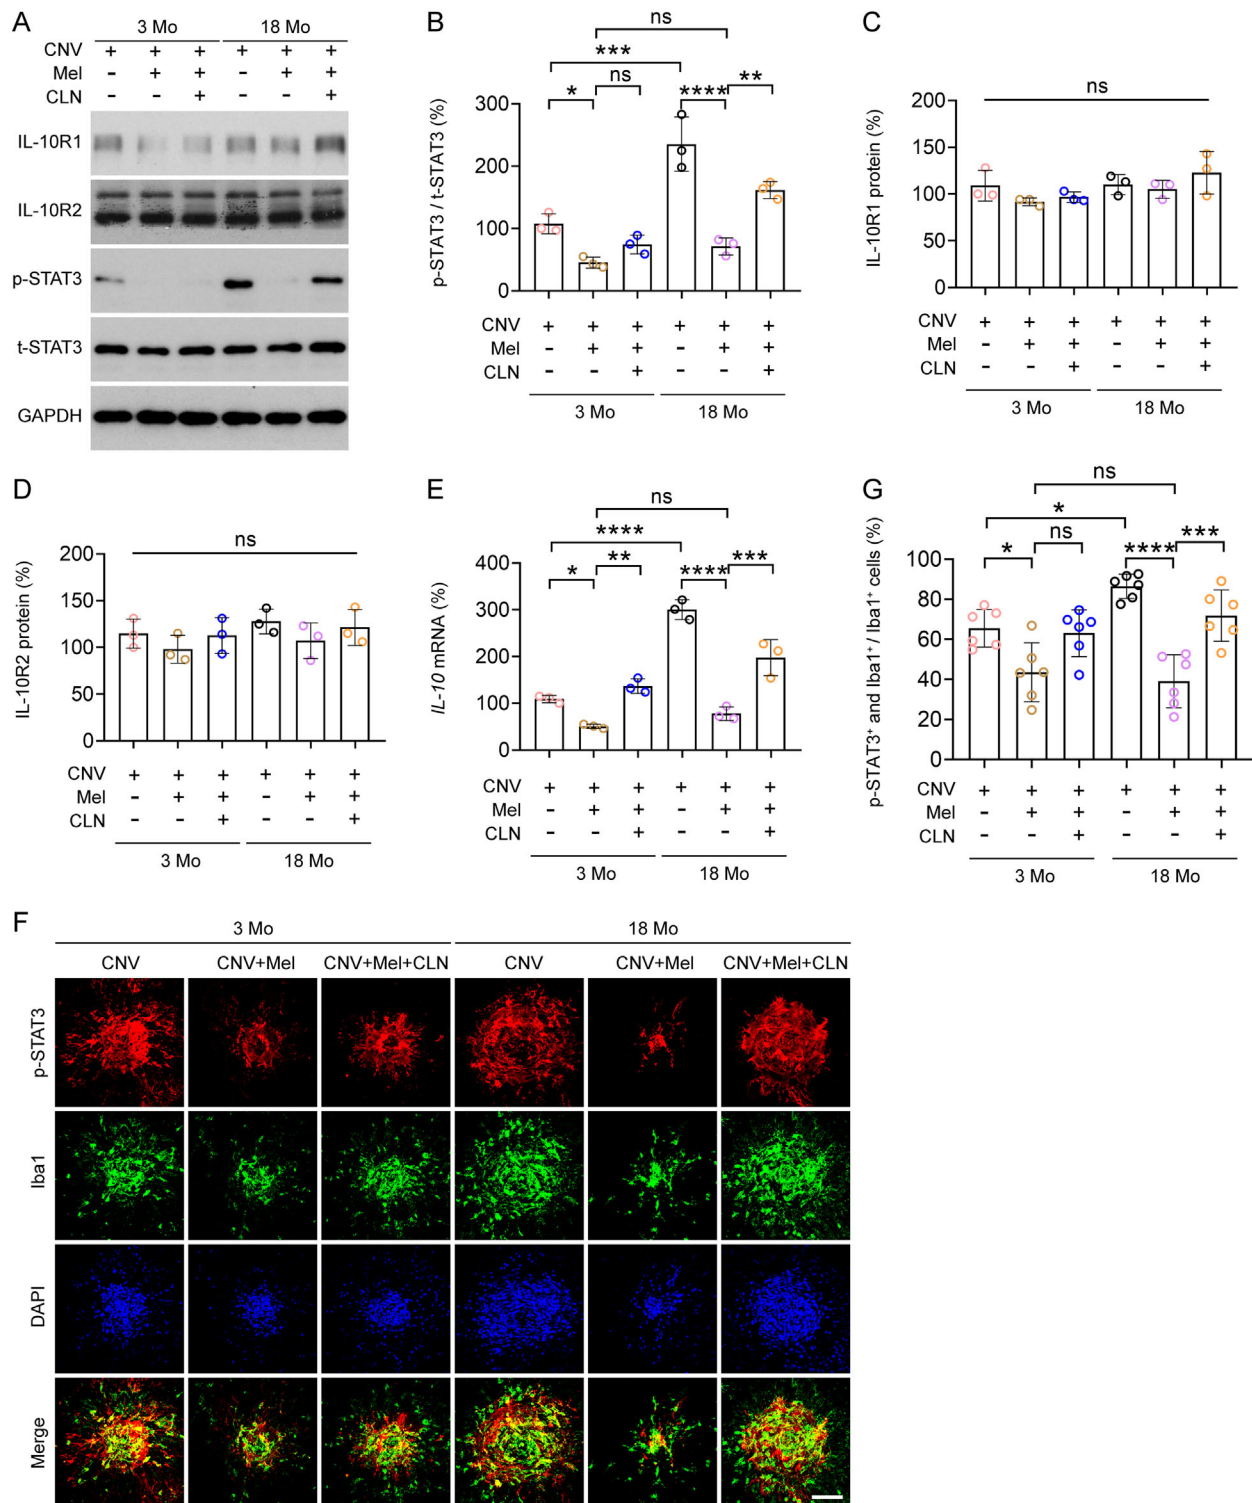 A
3 Mo 18 Mo
CNV + + + + + +
Mel - + + - + +
CLN - - + - - +
IL-10R1
IL-10R2
p-STAT3
t-STAT3
GAPDH
B
ns
***
* ns **** **
p-STAT3 / t-STAT3 (%)
300
200
100
0
CNV + + + + + +
Mel - + + - + +
CLN - - + - - +
3 Mo 18 Mo
C
ns
IL-10R1 protein (%)
200
150
100
50
0
CNV + + + + + +
Mel - + + - + +
CLN - - + - - +
3 Mo 18 Mo
D
ns
IL-10R2 protein (%)
200
150
100
50
0
CNV + + + + + +
Mel - + + - + +
CLN - - + - - +
3 Mo 18 Mo
E
ns
****
* ** **** ***
IL-10 mRNA (%)
400
300
200
100
0
CNV + + + + + +
Mel - + + - + +
CLN - - + - - +
3 Mo 18 Mo
G
ns
*
* ns **** ***
p-STAT3⁺ and Iba1⁺ / Iba1⁺ cells (%)
100
80
60
40
20
0
CNV + + + + + +
Mel - + + - + +
CLN - - + - - +
3 Mo 18 Mo
F
3 Mo 18 Mo
CNV CNV+Mel CNV+Mel+CLN CNV CNV+Mel CNV+Mel+CLN
p-STAT3
Iba1
DAPI
Merge